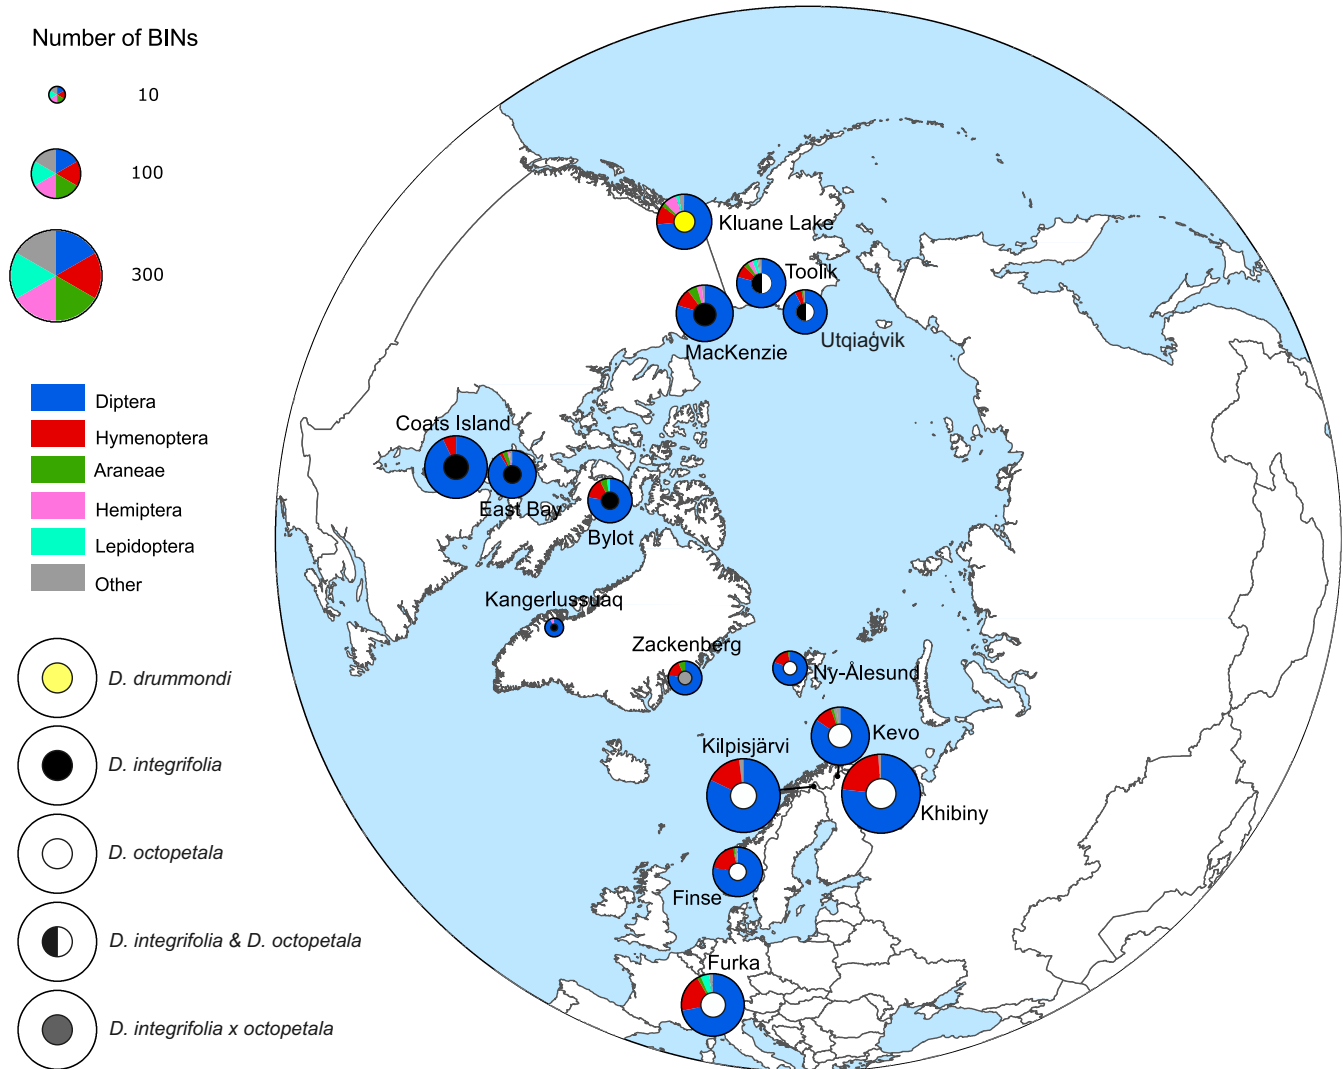 Number of BINs
10
100
300
Diptera
Hymenoptera
Araneae
Hemiptera
Lepidoptera
Other
D. drummondi
D. integrifolia
D. octopetala
D. integrifolia & D. octopetala
D. integrifolia x octopetala
Kluane Lake
Toolik
Utqiaġvik
MacKenzie
Coats Island
East Bay
Bylot
Kangerlussuaq
Zackenberg
Ny-Ålesund
Kevo
Kilpisjärvi
Khibiny
Finse
Furka